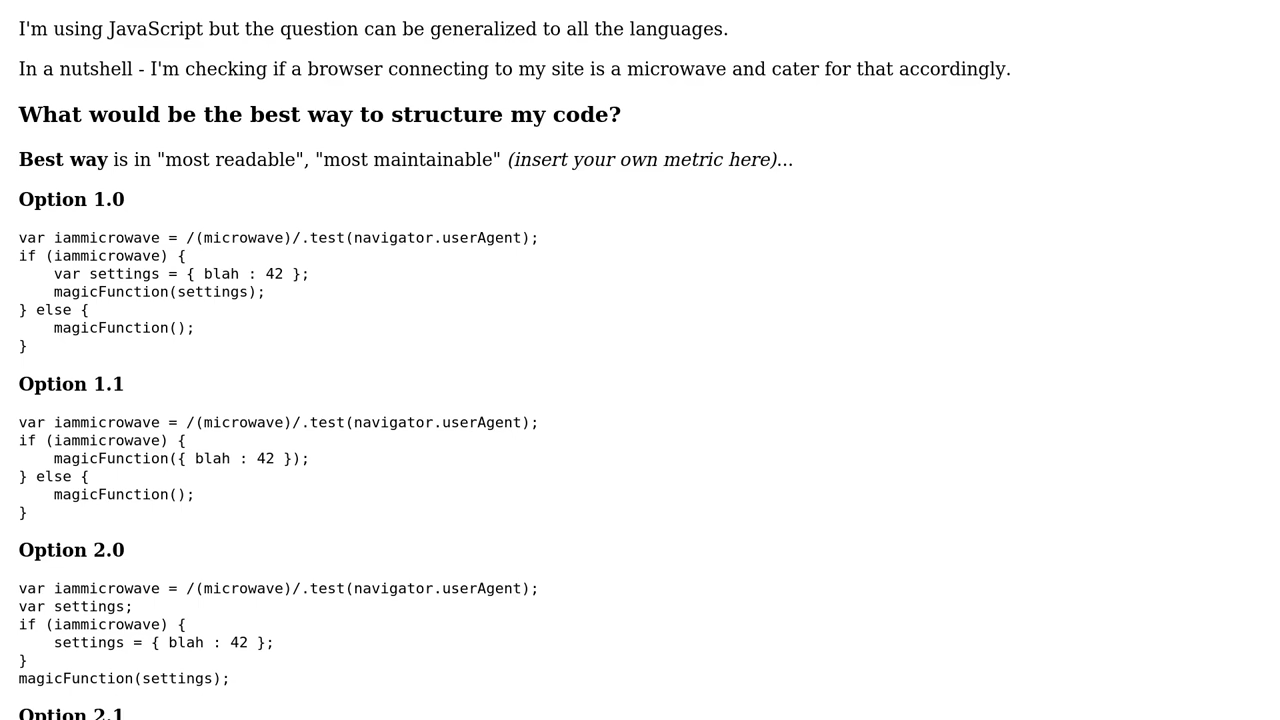 I'm using JavaScript but the question can be generalized to all the languages.
In a nutshell - I'm checking if a browser connecting to my site is a microwave and cater for that accordingly.
What would be the best way to structure my code?
Best way is in "most readable", "most maintainable" (insert your own metric here)...
Option 1.0
var iammicrowave = /(microwave)/.test(navigator.userAgent);
if (iammicrowave) {
    var settings = { blah : 42 };
    magicFunction(settings);
} else {
    magicFunction();
}
Option 1.1
var iammicrowave = /(microwave)/.test(navigator.userAgent);
if (iammicrowave) {
    magicFunction({ blah : 42 });
} else {
    magicFunction();
}
Option 2.0
var iammicrowave = /(microwave)/.test(navigator.userAgent);
var settings;
if (iammicrowave) {
    settings = { blah : 42 };
}
magicFunction(settings);
Option 2.1